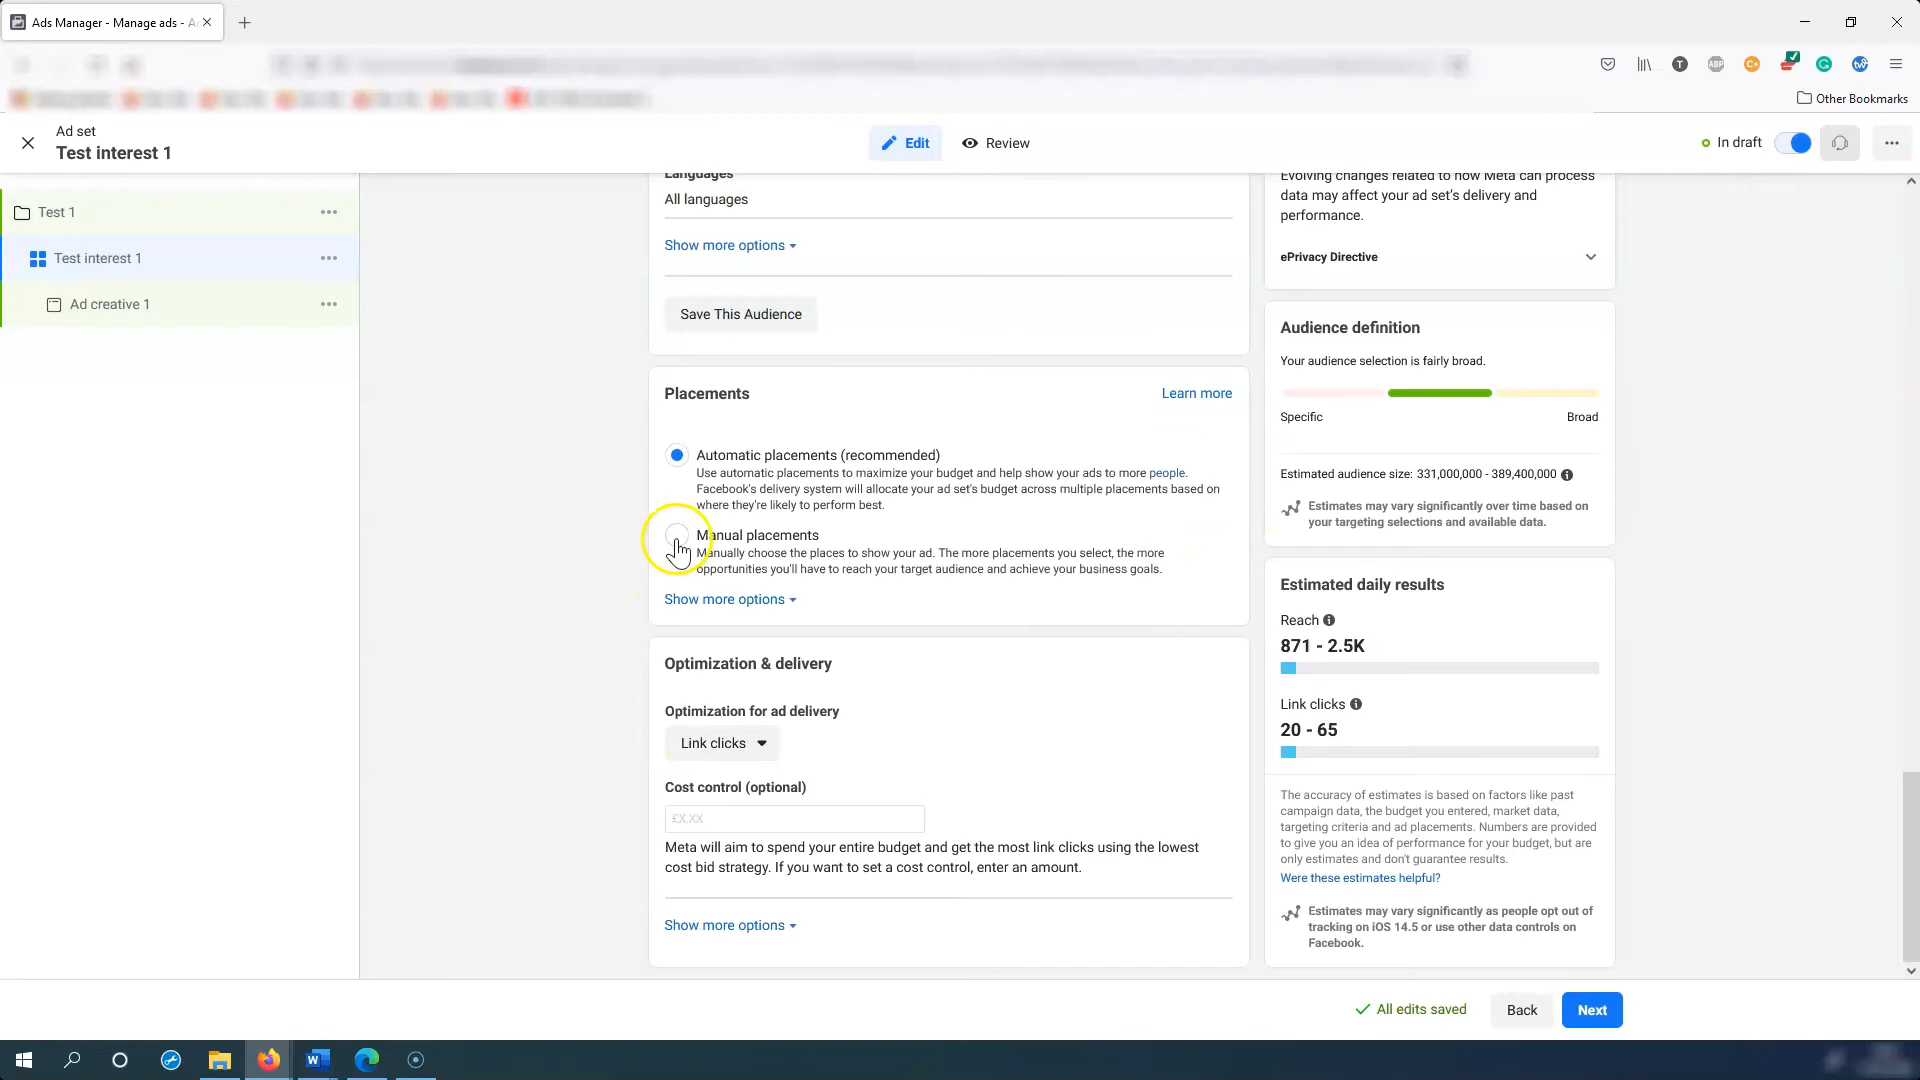 Ads Manager - Manage ads - A
T
ABP
C+
Other Bookmarks
Ad set
Test interest 1
Edit
Review
In draft
Test 1
Test interest 1
Ad creative 1
Languages
All languages
Show more options
Save This Audience
Placements
Learn more
Automatic placements (recommended)
Use automatic placements to maximize your budget and help show your ads to more people.
Facebook's delivery system will allocate your ad set's budget across multiple placements based on
where they're likely to perform best.
Manual placements
Manually choose the places to show your ad. The more placements you select, the more
opportunities you'll have to reach your target audience and achieve your business goals.
Show more options
Optimization & delivery
Optimization for ad delivery
Link clicks
Cost control (optional)
£X.XX
Meta will aim to spend your entire budget and get the most link clicks using the lowest
cost bid strategy. If you want to set a cost control, enter an amount.
Show more options
Evolving changes related to how Meta can process
data may affect your ad set's delivery and
performance.
ePrivacy Directive
Audience definition
Your audience selection is fairly broad.
Specific
Broad
Estimated audience size: 331,000,000 - 389,400,000
Estimates may vary significantly over time based on
your targeting selections and available data.
Estimated daily results
Reach
871 - 2.5K
Link clicks
20 - 65
The accuracy of estimates is based on factors like past
campaign data, the budget you entered, market data,
targeting criteria and ad placements. Numbers are provided
to give you an idea of performance for your budget, but are
only estimates and don't guarantee results.
Were these estimates helpful?
Estimates may vary significantly as people opt out of
tracking on iOS 14.5 or use other data controls on
Facebook.
All edits saved
Back
Next